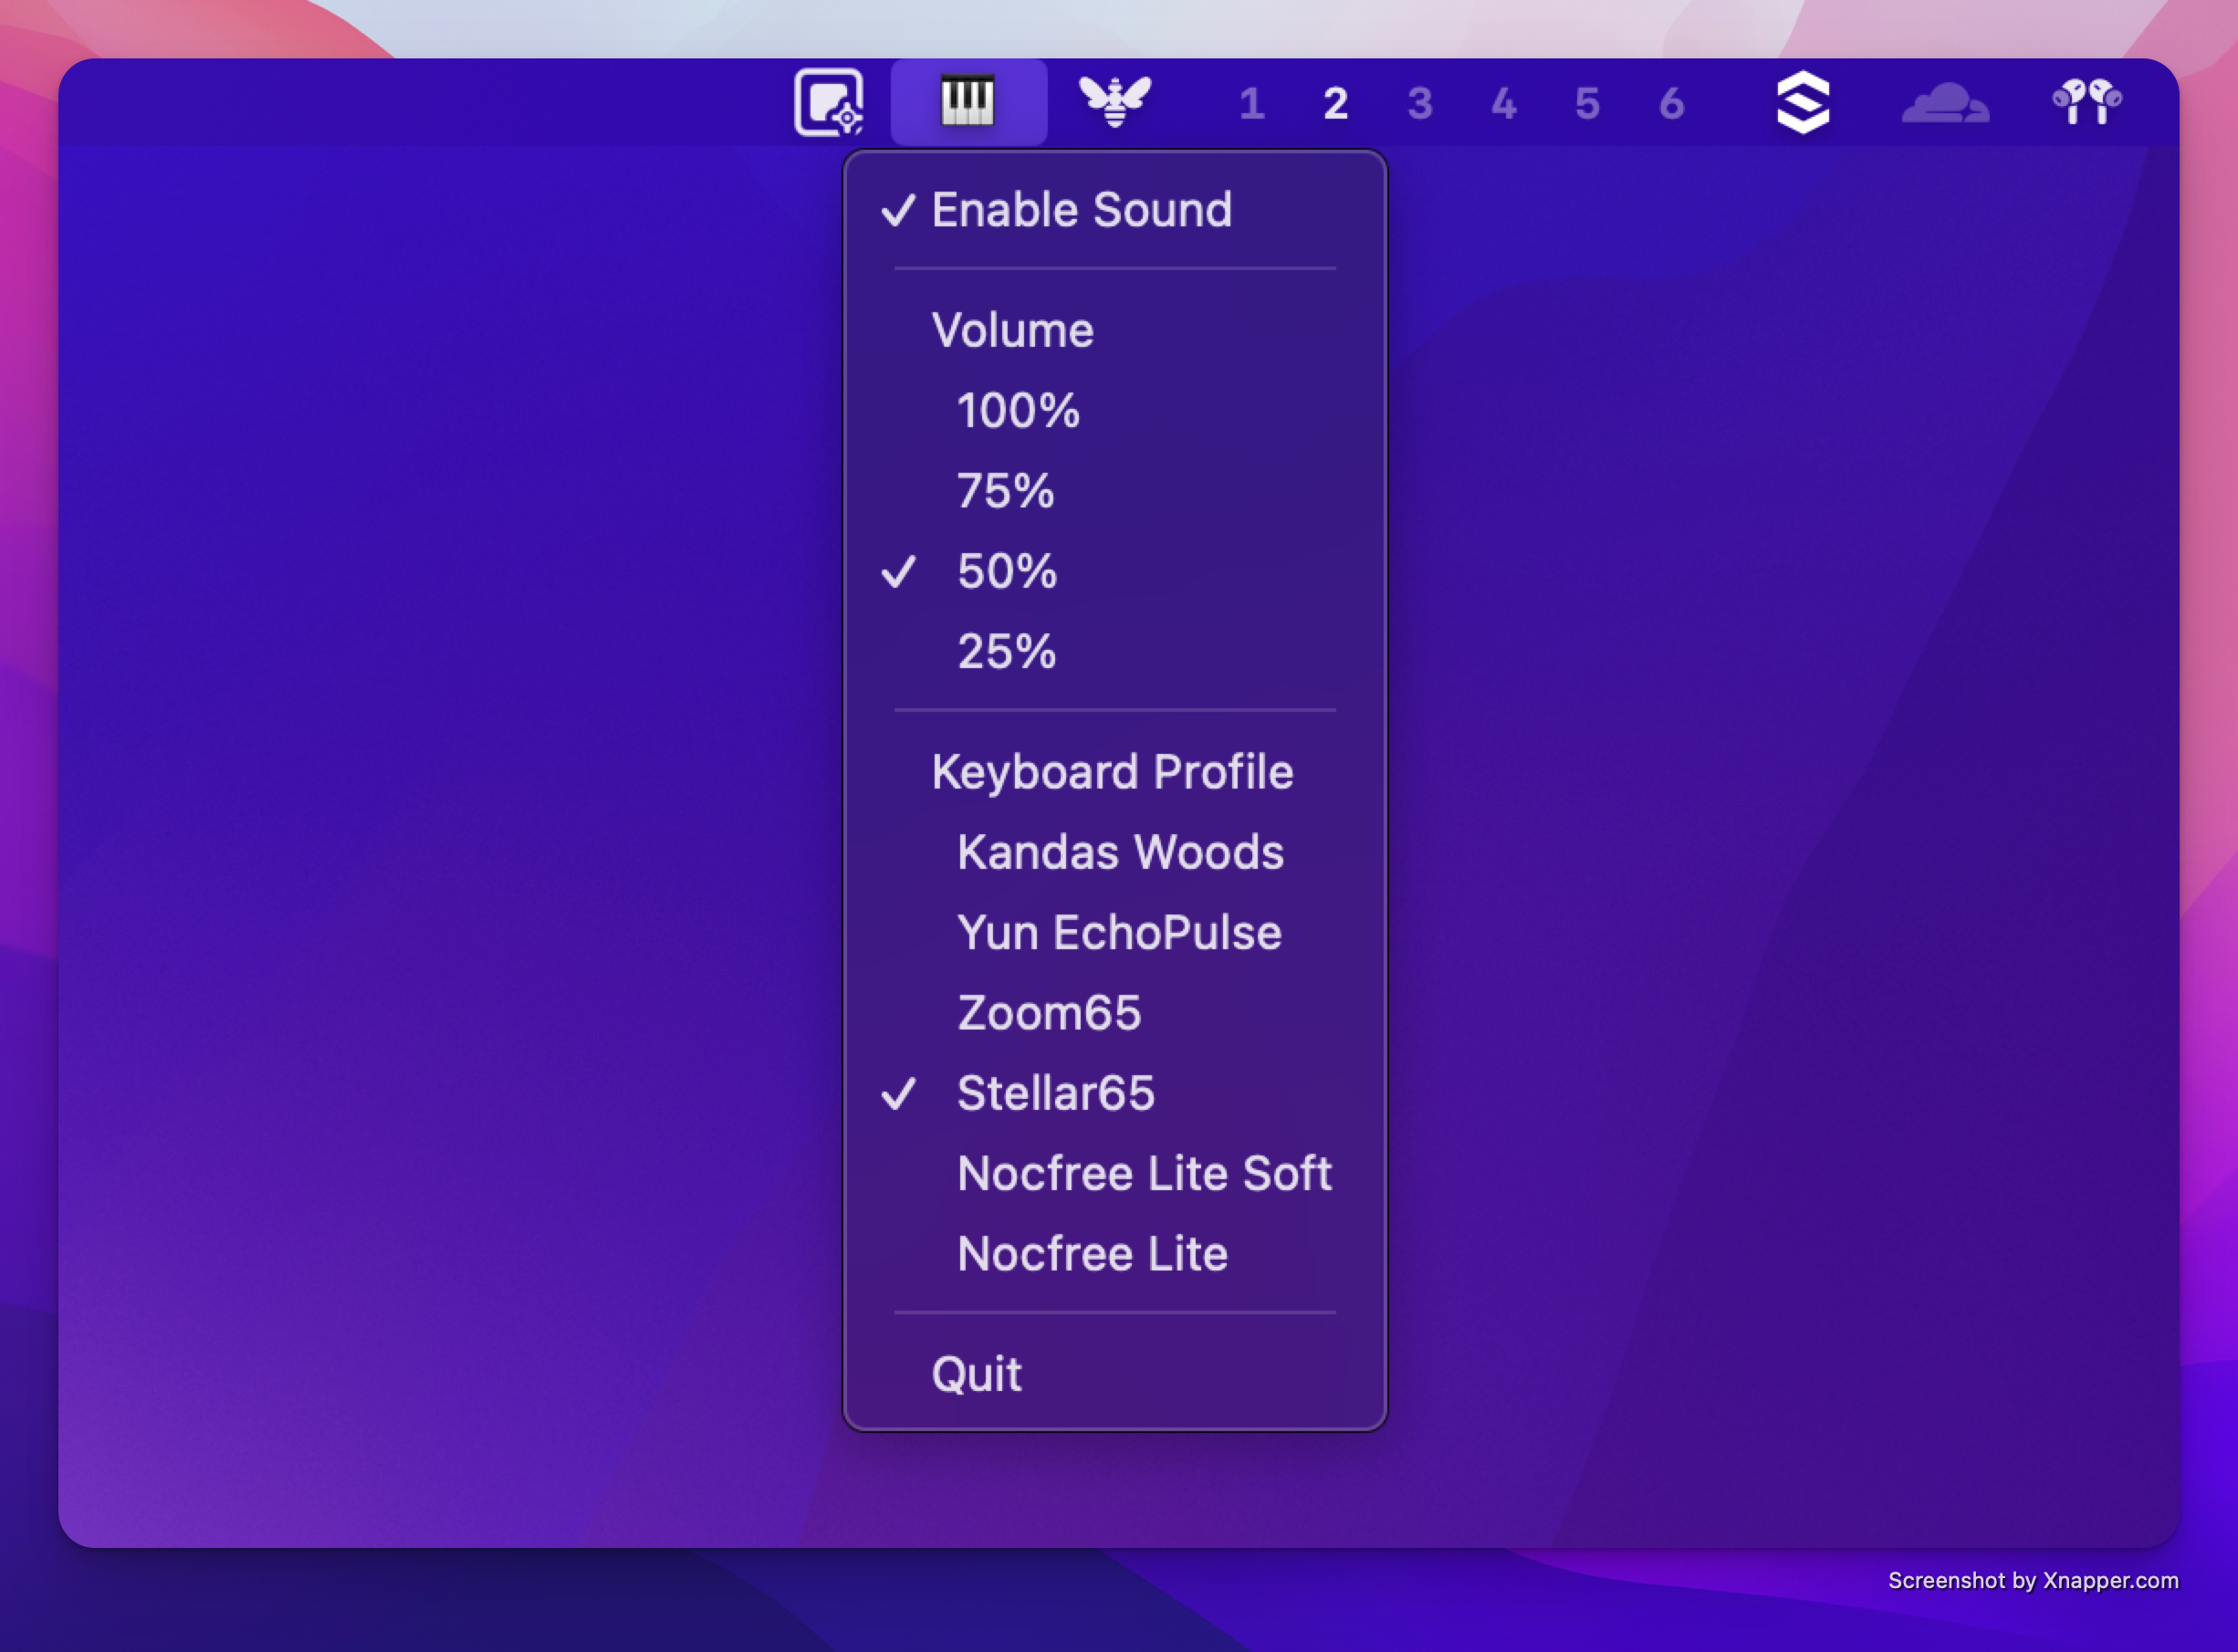 1 2 3 4 5 6
✓ Enable Sound
Volume
100%
75%
✓ 50%
25%
Keyboard Profile
Kandas Woods
Yun EchoPulse
Zoom65
✓ Stellar65
Nocfree Lite Soft
Nocfree Lite
Quit
Screenshot by Xnapper.com